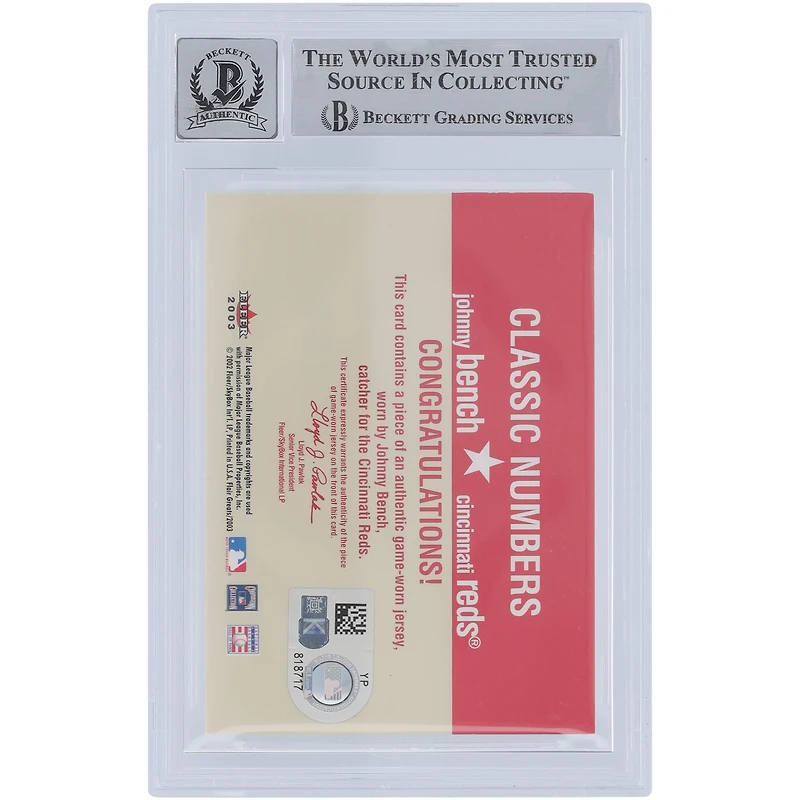 BECKETT
B
AUTHENTIC
THE WORLD'S MOST TRUSTED
SOURCE IN COLLECTING™
B BECKETT GRADING SERVICES
CLASSIC NUMBERS
johnny bench ★ cincinnati reds®
CONGRATULATIONS!
This card contains a piece of an authentic game-worn jersey,
worn by Johnny Bench,
catcher for the Cincinnati Reds.
This certificate expressly warrants the authenticity of the piece
of game-worn jersey on the front of this card.
Lloyd J. Pawlak
Lloyd J. Pawlak
Senior Vice President
Fleer/SkyBox International LP
FLEER
2003
Major League Baseball trademarks and copyrights are used
with permission of Major League Baseball Properties, Inc.
© 2002 Fleer/SkyBox Int'l. LP, Printed in U.S.A. Flair Greats/2003
YP
818717